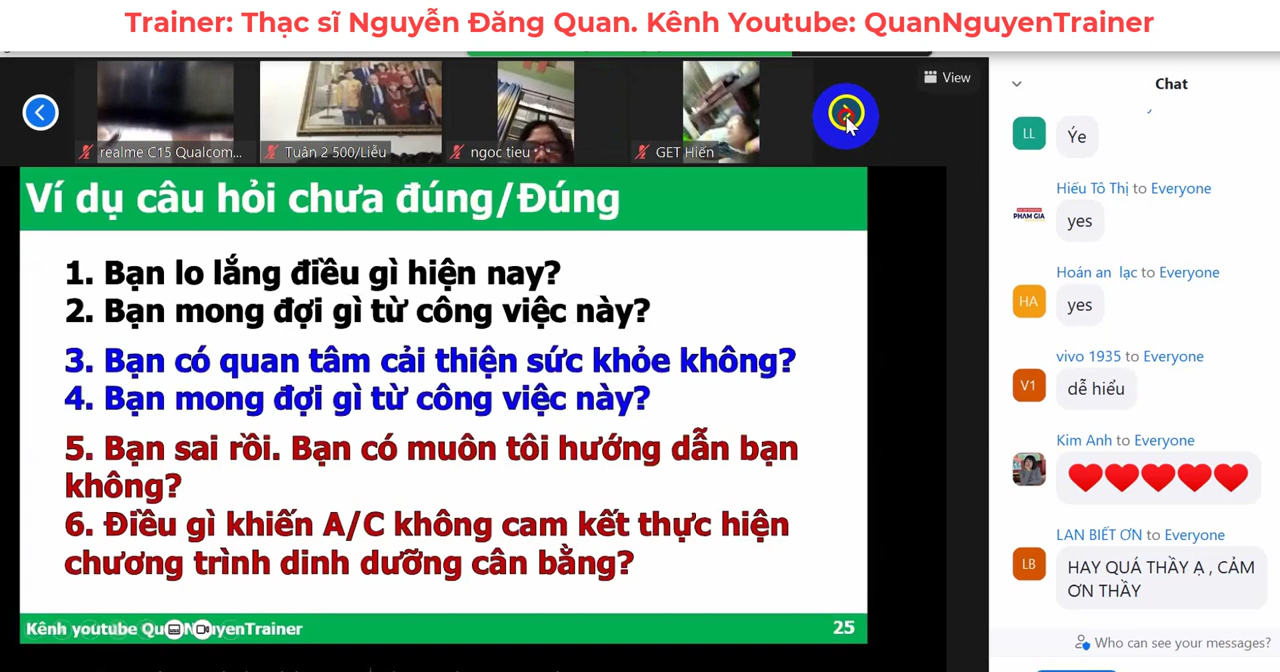 Trainer: Thạc sĩ Nguyễn Đăng Quan. Kênh Youtube: QuanNguyenTrainer
View
realme C15 Qualcom...
Tuân 2 500/Liễu
ngoc tieu
GET Hiến
Ví dụ câu hỏi chưa đúng/Đúng
1. Bạn lo lắng điều gì hiện nay?
2. Bạn mong đợi gì từ công việc này?
3. Bạn có quan tâm cải thiện sức khỏe không?
4. Bạn mong đợi gì từ công việc này?
5. Bạn sai rồi. Bạn có muôn tôi hướng dẫn bạn
không?
6. Điều gì khiến A/C không cam kết thực hiện
chương trình dinh dưỡng cân bằng?
Kênh youtube QuanNguyenTrainer
25
Chat
LL
Ýe
Hiếu Tô Thị to Everyone
PHẠM GIA
yes
Hoán an lạc to Everyone
HA
yes
vivo 1935 to Everyone
V1
dễ hiểu
Kim Anh to Everyone
❤️❤️❤️❤️❤️
LAN BIẾT ƠN to Everyone
LB
HAY QUÁ THẦY Ạ , CẢM
ƠN THẦY
Who can see your messages?